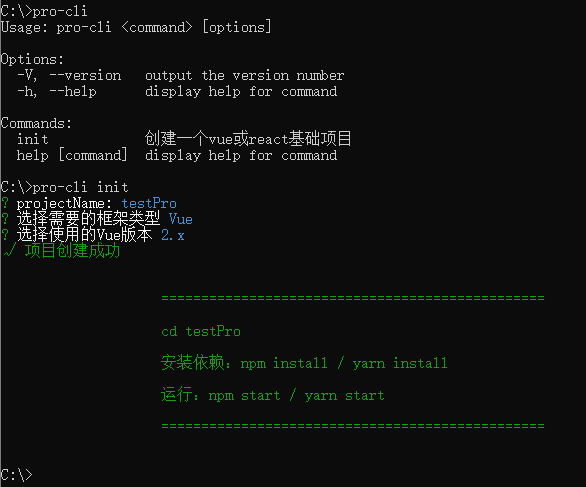 C:\>pro-cli
Usage: pro-cli <command> [options]
Options:
-V, --version output the version number
-h, --help display help for command
Commands:
init 创建一个vue或react基础项目
help [command] display help for command
C:\>pro-cli init
? projectName: testPro
? 选择需要的框架类型 Vue
? 选择使用的Vue版本 2.x
√ 项目创建成功
================================================
cd testPro
安装依赖：npm install / yarn install
运行：npm start / yarn start
================================================
C:\>